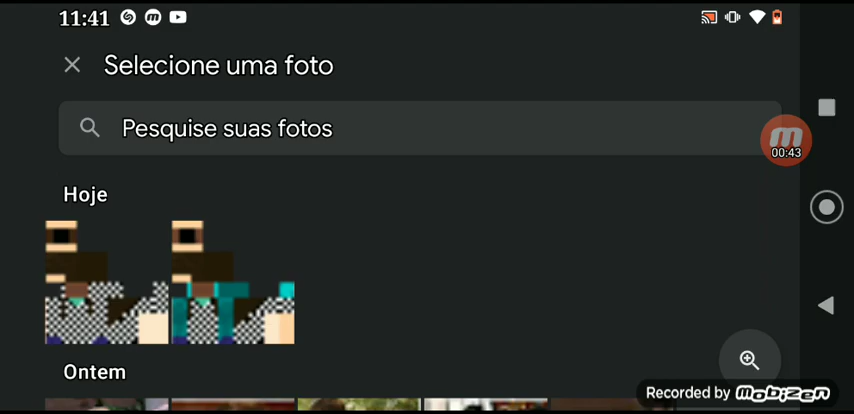 11:41
Selecione uma foto
Pesquise suas fotos
00:43
Hoje
Ontem
Recorded by mobizen